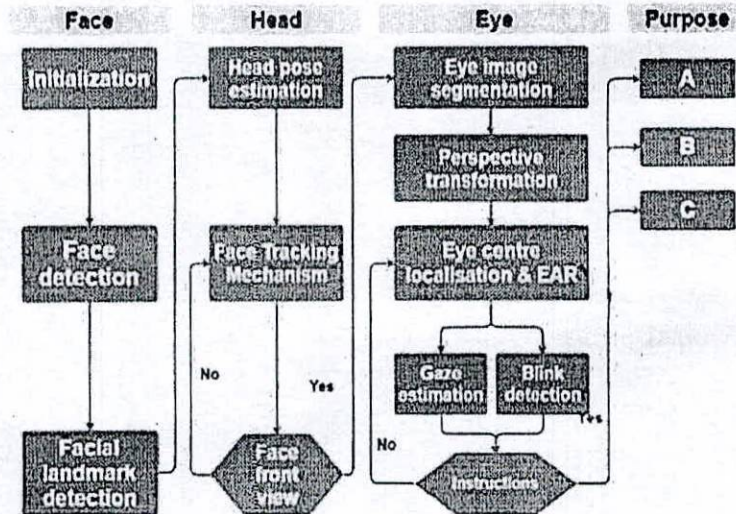 Face
Head
Eye
Purpose
Initialization
Face
detection
Facial
landmark
detection
Head pose
estimation
Face Tracking
Mechanism
No
Yes
Face
front
view
Eye image
segmentation
Perspective
transformation
Eye centre
localisation & EAR
Gaze
estimation
Blink
detection
No
Yes
Instructions
A
B
C